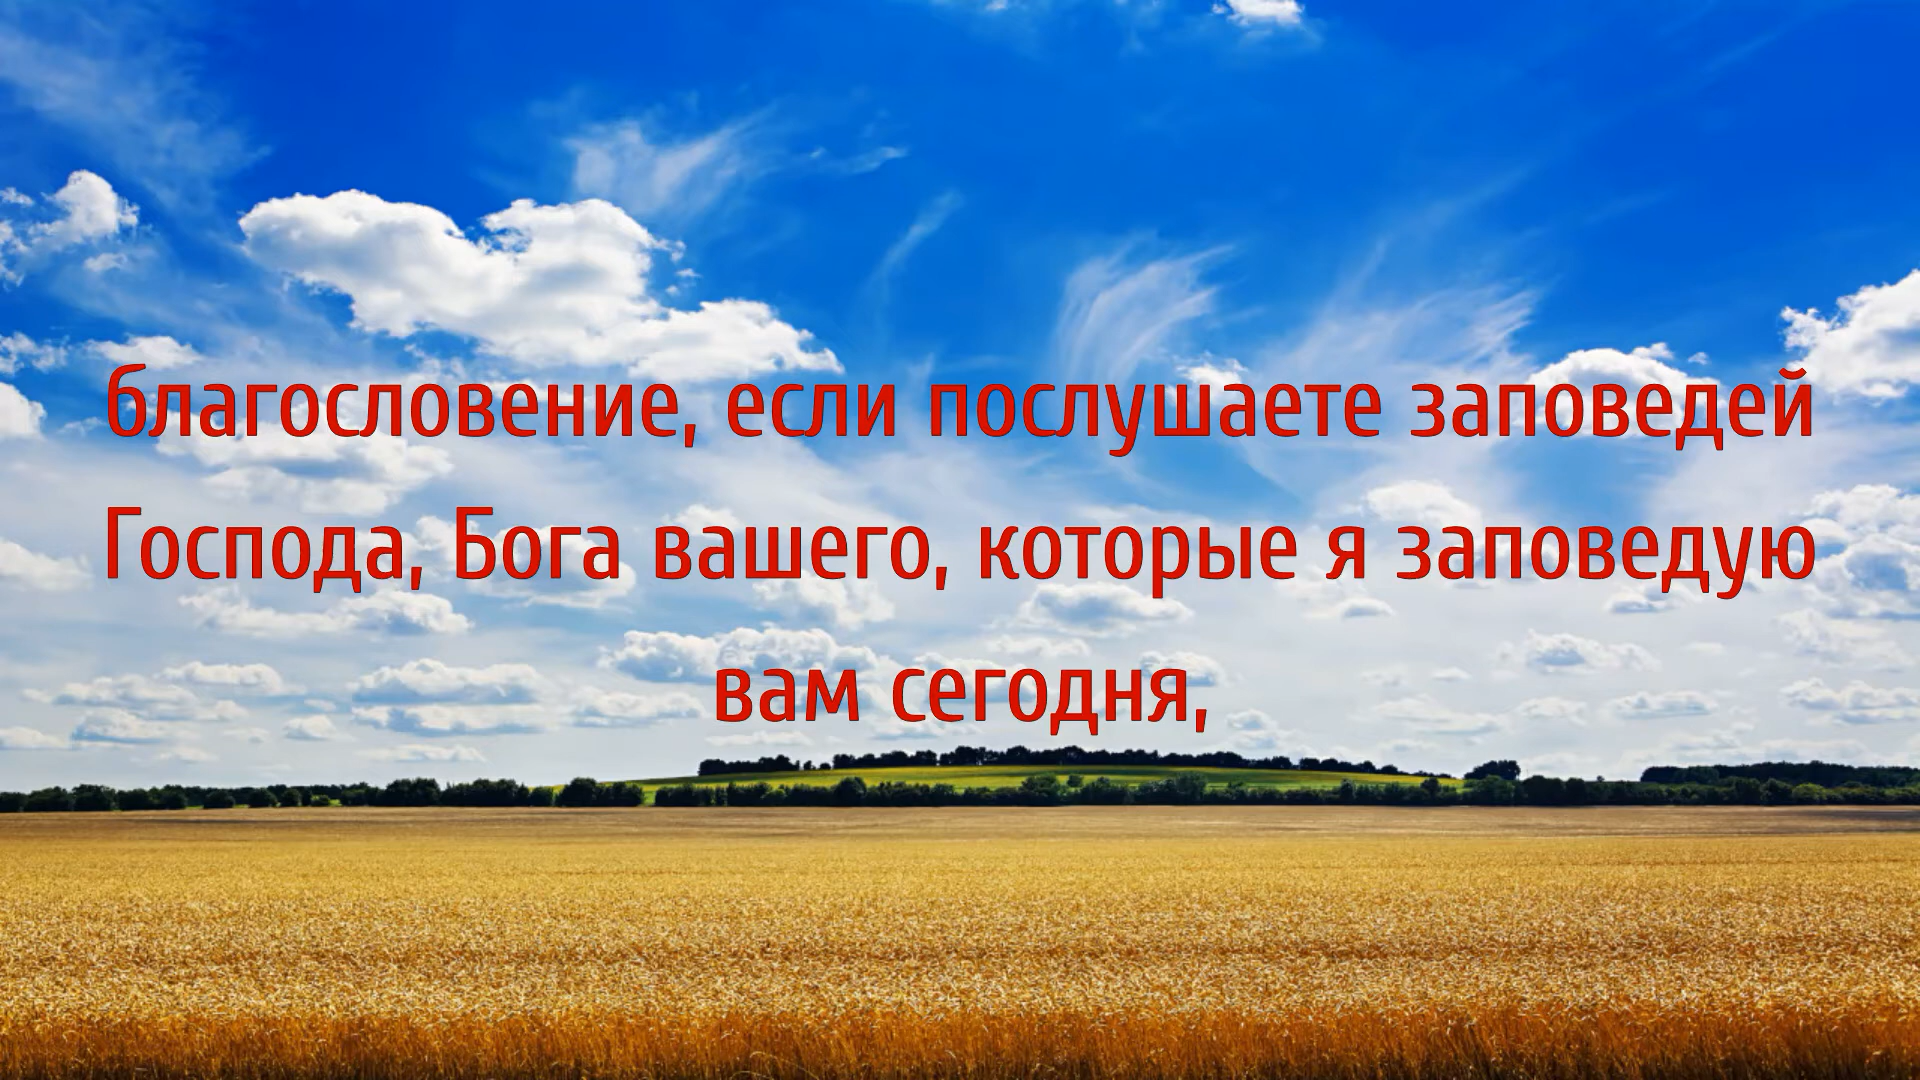 благословение, если послушаете заповедей
Господа, Бога вашего, которые я заповедую
вам сегодня,